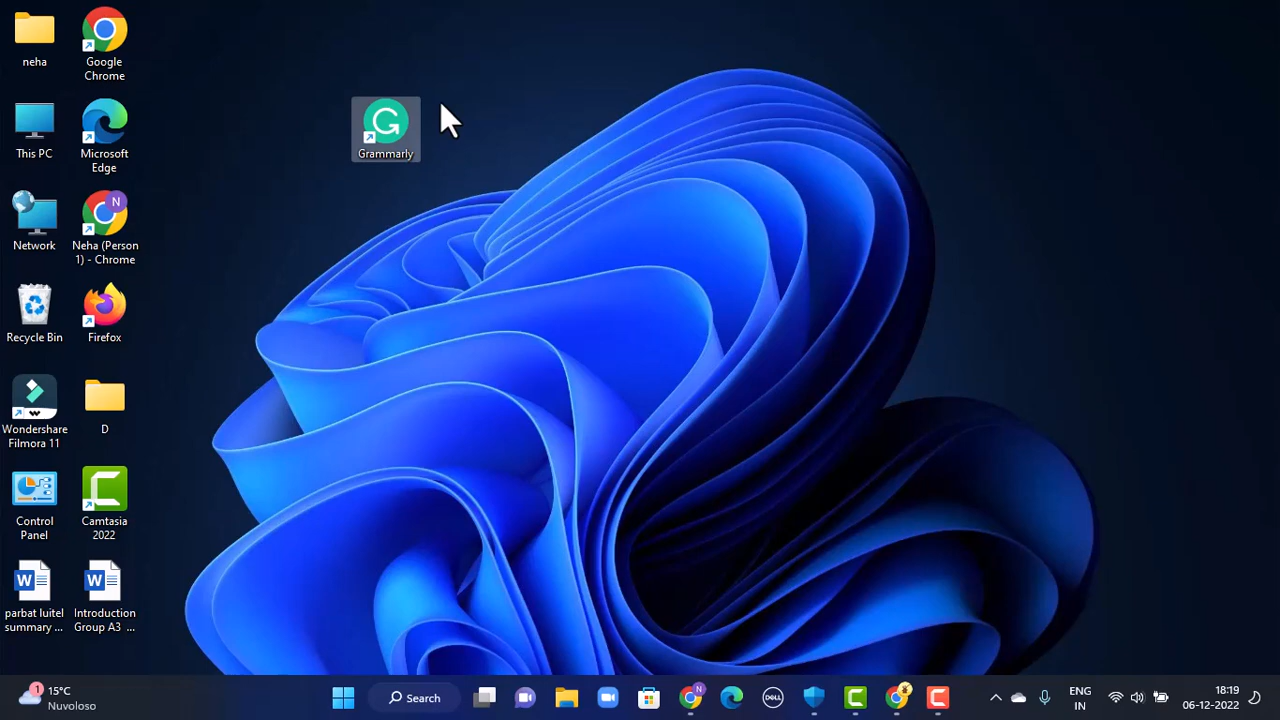 neha
Google
Chrome
Grammarly
This PC
Microsoft
Edge
Network
N
Neha (Person
1) - Chrome
Recycle Bin
Firefox
Wondershare
Filmora 11
D
Control
Panel
Camtasia
2022
W
parbat luitel
summary ...
W
Introduction
Group A3 ...
1
15°C
Nuvoloso
Search
N
DELL
ENG
IN
18:19
06-12-2022